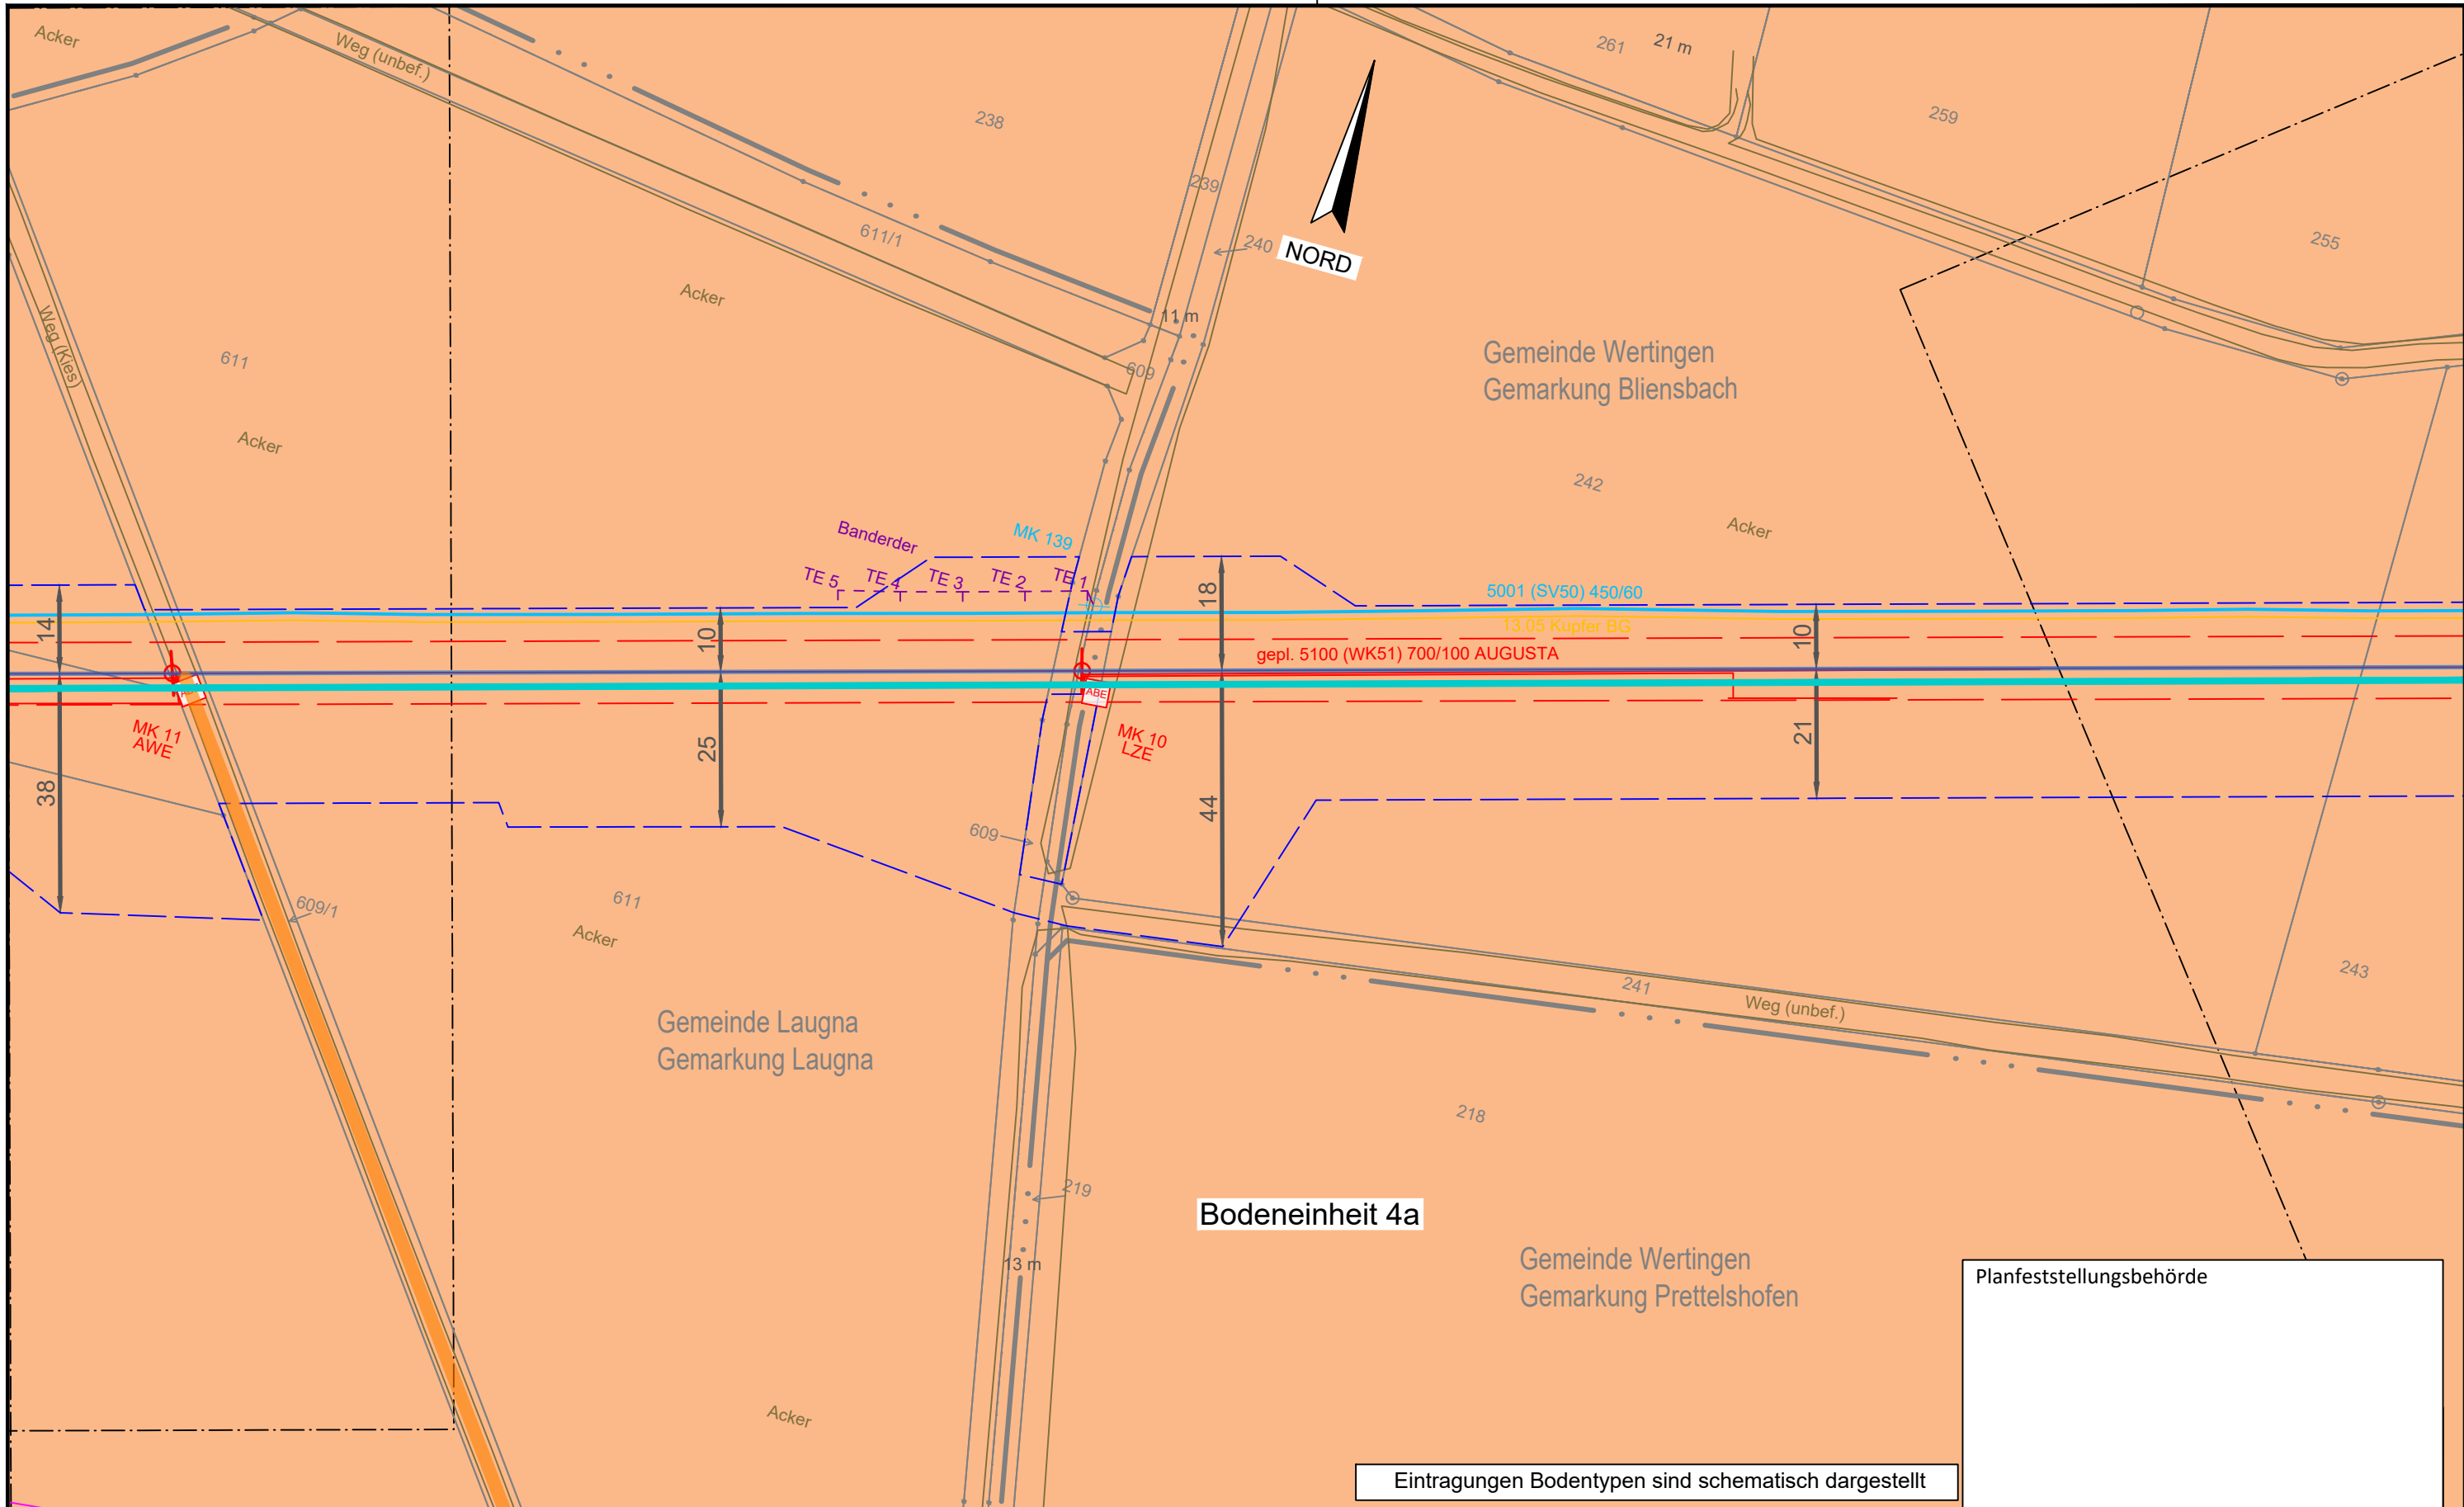 Acker
Weg (unbef.)
238
261
21 m
259
239
611/1
240
NORD
255
Acker
11 m
Weg (Kies)
611
609
Gemeinde Wertingen
Gemarkung Bliensbach
Acker
242
Acker
Banderder
MK 139
TE 5
TE 4
TE 3
TE 2
TE 1
5001 (SV50) 450/60
13.05 Kupfer BG
gepl. 5100 (WK51) 700/100 AUGUSTA
14
10
18
10
ABE
MK 11
AWE
MK 10
LZE
38
25
44
21
609
609/1
611
Acker
243
241
Weg (unbef.)
Gemeinde Laugna
Gemarkung Laugna
218
219
Bodeneinheit 4a
13 m
Gemeinde Wertingen
Gemarkung Prettelshofen
Planfeststellungsbehörde
Acker
Eintragungen Bodentypen sind schematisch dargestellt